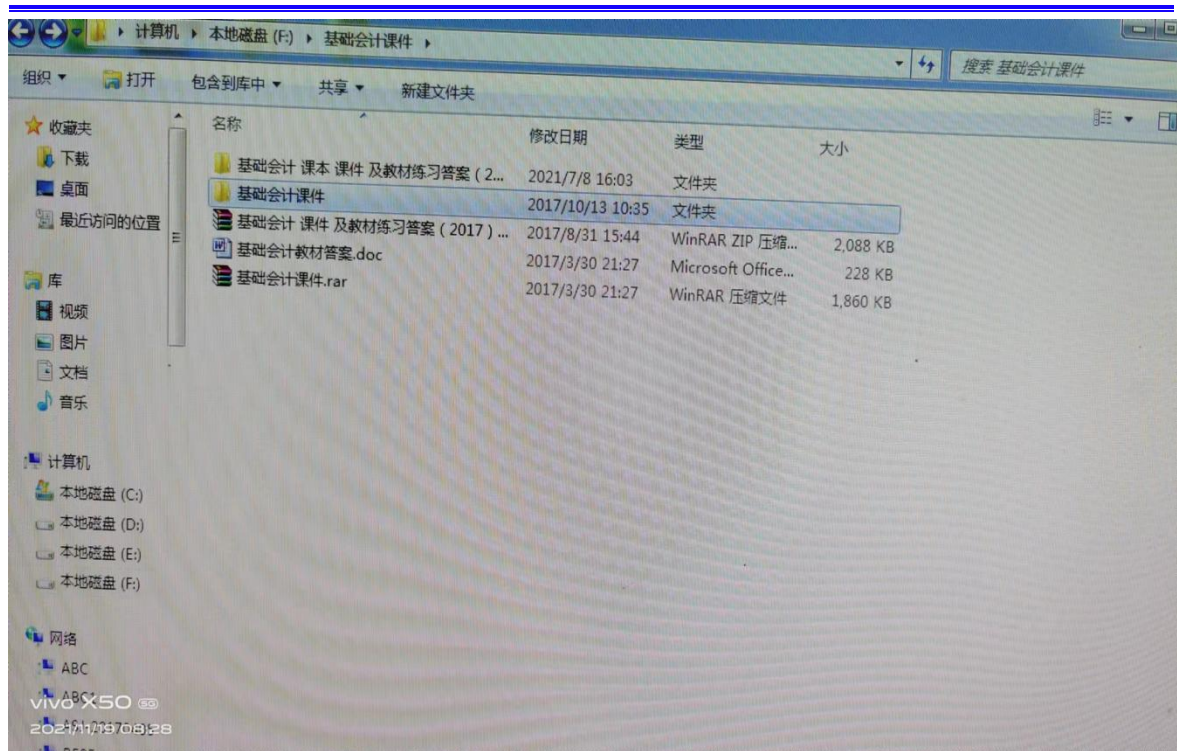 计算机 ▸ 本地磁盘 (F:) ▸ 基础会计课件 ▸
搜索 基础会计课件
组织 打开 包含到库中 共享 新建文件夹
名称 修改日期 类型 大小
基础会计 课本 课件 及教材练习答案 ( 2... 2021/7/8 16:03 文件夹
基础会计课件 2017/10/13 10:35 文件夹
基础会计 课件 及教材练习答案 ( 2017 ) ... 2017/8/31 15:44 WinRAR ZIP 压缩... 2,088 KB
基础会计教材答案.doc 2017/3/30 21:27 Microsoft Office... 228 KB
基础会计课件.rar 2017/3/30 21:27 WinRAR 压缩文件 1,860 KB
收藏夹
下载
桌面
最近访问的位置
库
视频
图片
文档
音乐
计算机
本地磁盘 (C:)
本地磁盘 (D:)
本地磁盘 (E:)
本地磁盘 (F:)
网络
ABC
vivo X50 5G
2021/11/19 08:28